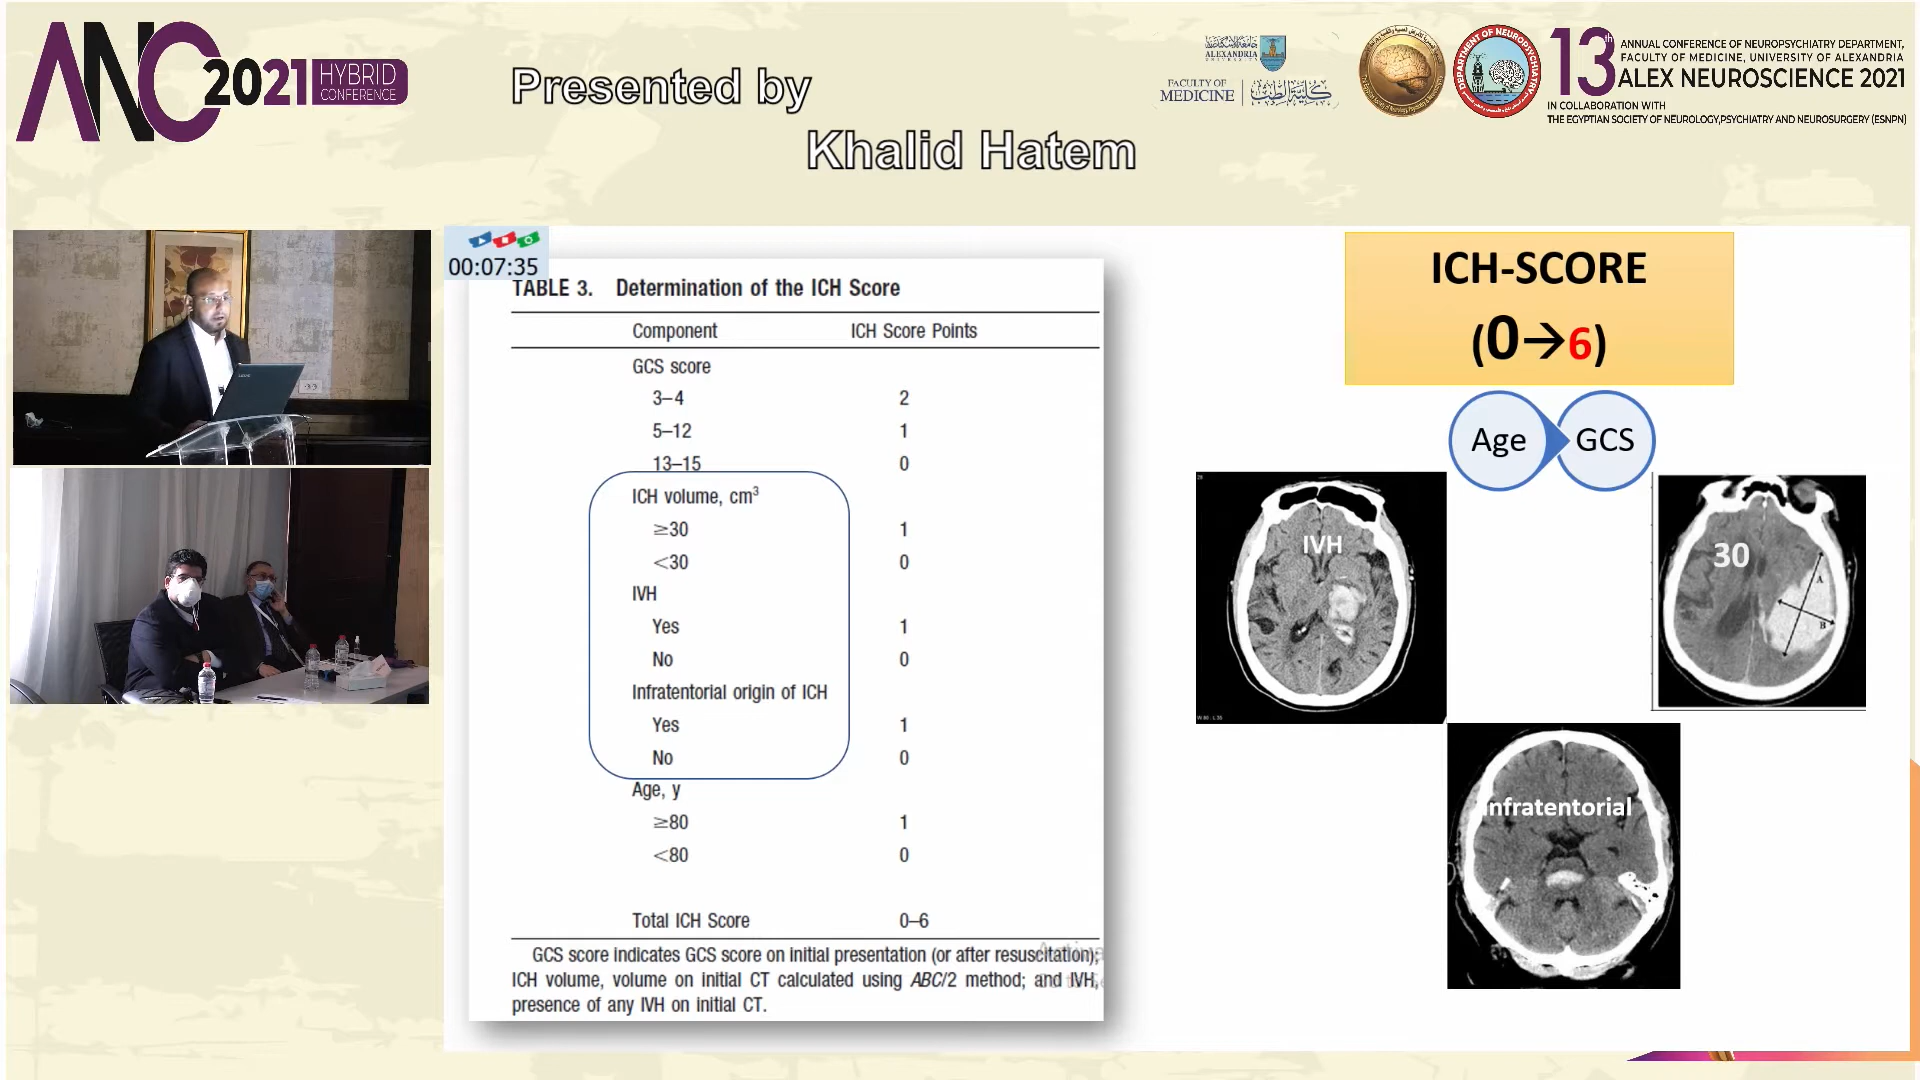 ANC 2021 HYBRID CONFERENCE
Presented by
Khalid Hatem
ALEXANDRIA
UNIVERSITY
FACULTY OF
MEDICINE
كلية الطب
DEPARTMENT OF NEUROPSYCHIATRY
13th
ANNUAL CONFERENCE OF NEUROPSYCHIATRY DEPARTMENT,
FACULTY OF MEDICINE, UNIVERSITY OF ALEXANDRIA
ALEX NEUROSCIENCE 2021
IN COLLABORATION WITH
THE EGYPTIAN SOCIETY OF NEUROLOGY,PSYCHIATRY AND NEUROSURGERY (ESNPN)
00:07:35
TABLE 3. Determination of the ICH Score
Component ICH Score Points
GCS score
3–4 2
5–12 1
13–15 0
ICH volume, cm³
≥30 1
<30 0
IVH
Yes 1
No 0
Infratentorial origin of ICH
Yes 1
No 0
Age, y
≥80 1
<80 0
Total ICH Score 0–6
GCS score indicates GCS score on initial presentation (or after resuscitation);
ICH volume, volume on initial CT calculated using ABC/2 method; and IVH,
presence of any IVH on initial CT.
ICH-SCORE
(0→6)
Age GCS
IVH
30
A
B
Infratentorial